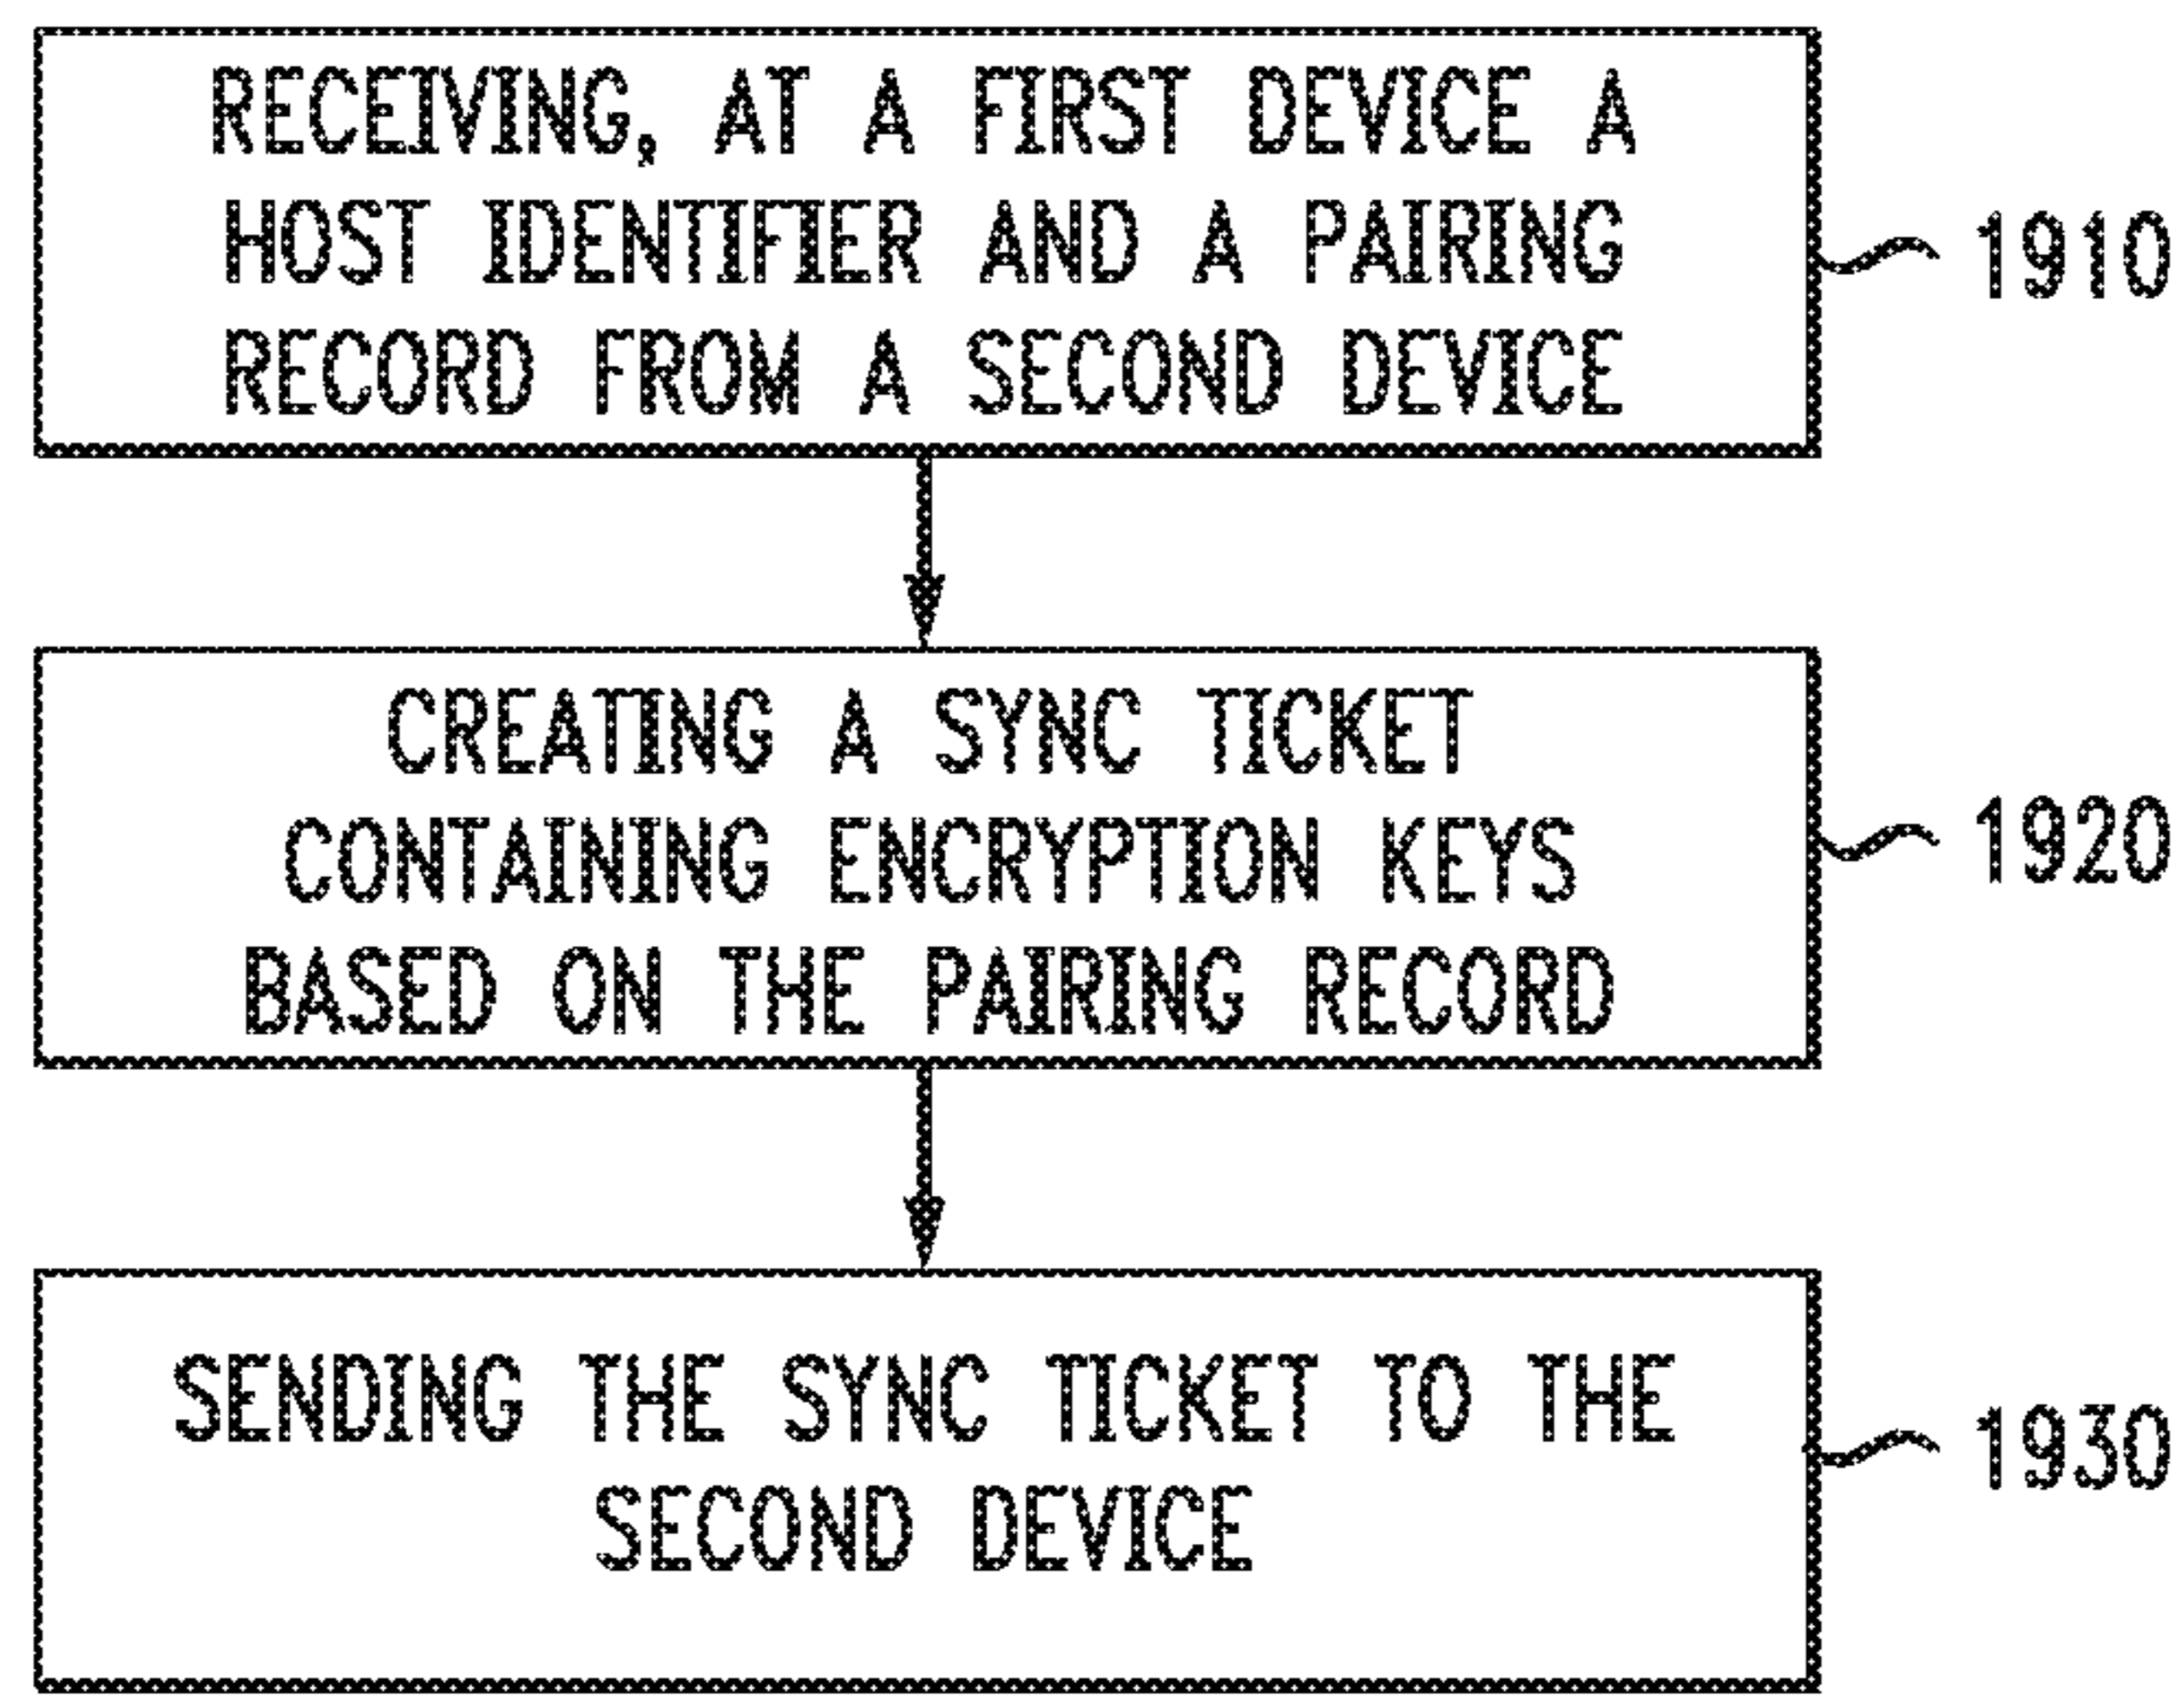 RECEIVING, AT A FIRST DEVICE A
HOST IDENTIFIER AND A PAIRING
RECORD FROM A SECOND DEVICE
1910
CREATING A SYNC TICKET
CONTAINING ENCRYPTION KEYS
BASED ON THE PAIRING RECORD
1920
SENDING THE SYNC TICKET TO THE
SECOND DEVICE
1930